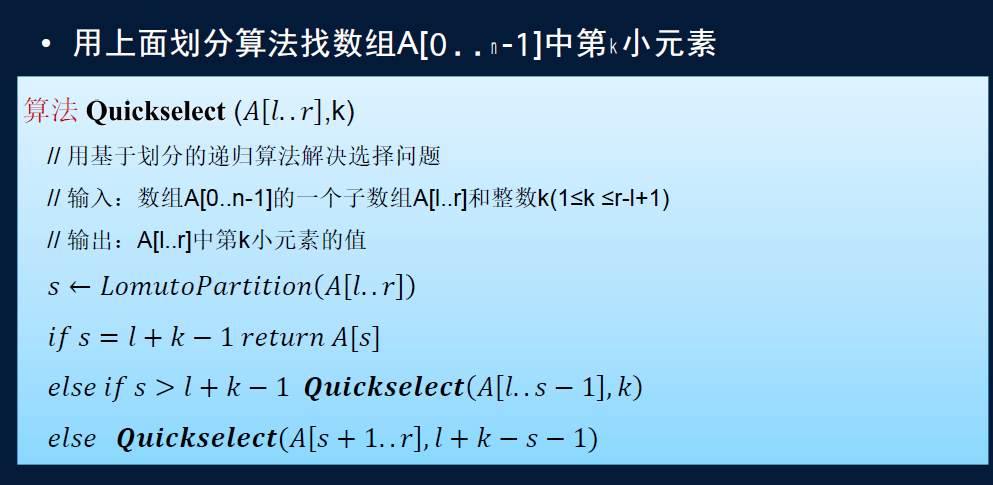 • 用上面划分算法找数组A[0..n-1]中第k小元素
算法 Quickselect (A[l..r],k)
// 用基于划分的递归算法解决选择问题
// 输入：数组A[0..n-1]的一个子数组A[l..r]和整数k(1≤k ≤r-l+1)
// 输出：A[l..r]中第k小元素的值
s ← LomutoPartition(A[l..r])
if s = l + k − 1 return A[s]
else if s > l + k − 1 Quickselect(A[l..s − 1], k)
else Quickselect(A[s + 1..r], l + k − s − 1)